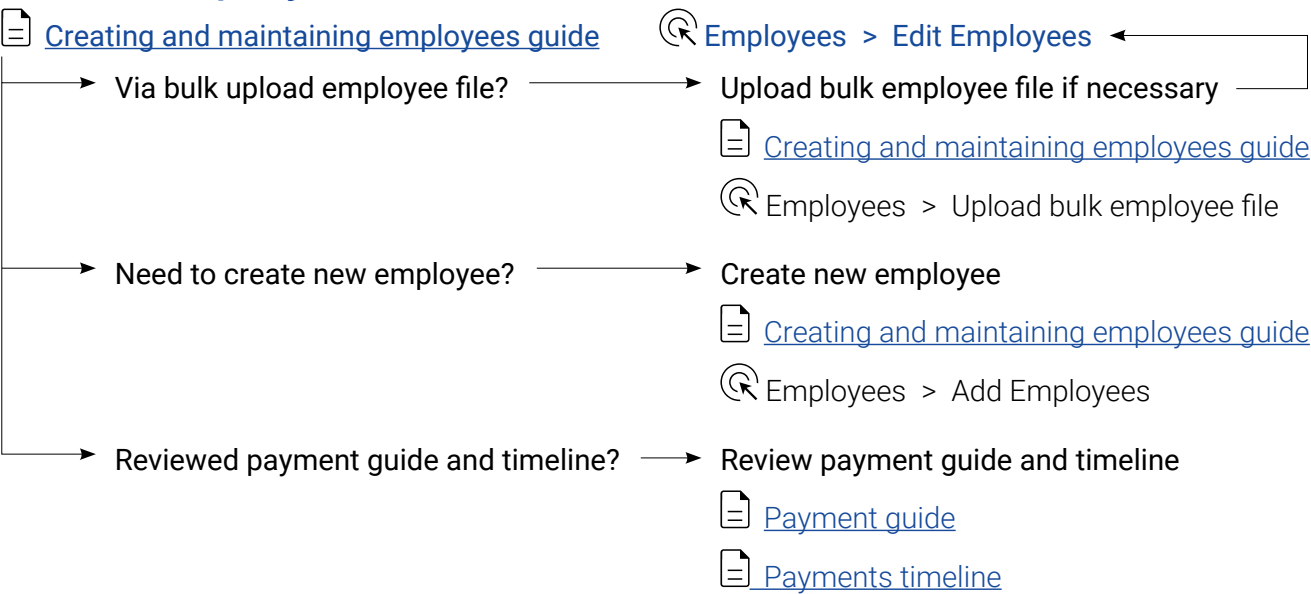 Creating and maintaining employees guide Employees > Edit Employees
Via bulk upload employee file? Upload bulk employee file if necessary
Creating and maintaining employees guide
Employees > Upload bulk employee file
Need to create new employee? Create new employee
Creating and maintaining employees guide
Employees > Add Employees
Reviewed payment guide and timeline? Review payment guide and timeline
Payment guide
Payments timeline